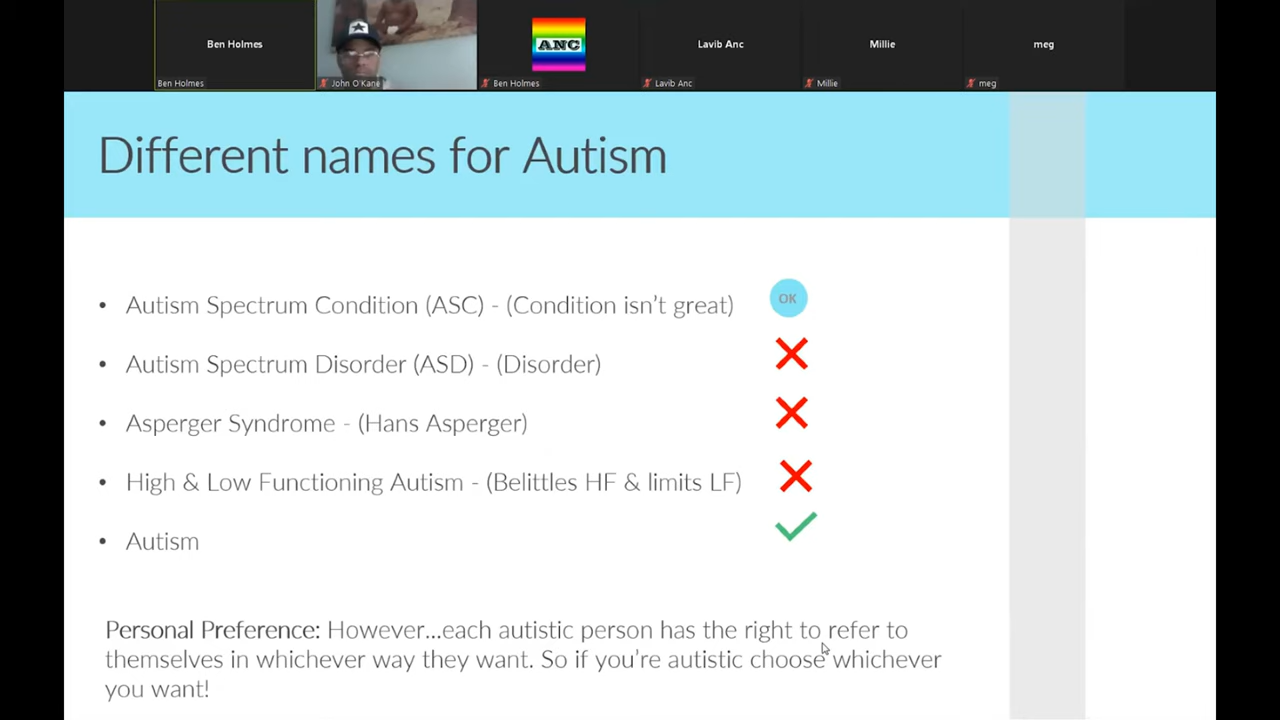 Ben Holmes
Ben Holmes
John O'Kane
ANC
Ben Holmes
Lavib Anc
Lavib Anc
Millie
Millie
meg
meg
Different names for Autism
• Autism Spectrum Condition (ASC) - (Condition isn't great)
OK
• Autism Spectrum Disorder (ASD) - (Disorder)
• Asperger Syndrome - (Hans Asperger)
• High & Low Functioning Autism - (Belittles HF & limits LF)
• Autism
Personal Preference: However...each autistic person has the right to refer to
themselves in whichever way they want. So if you're autistic choose whichever
you want!